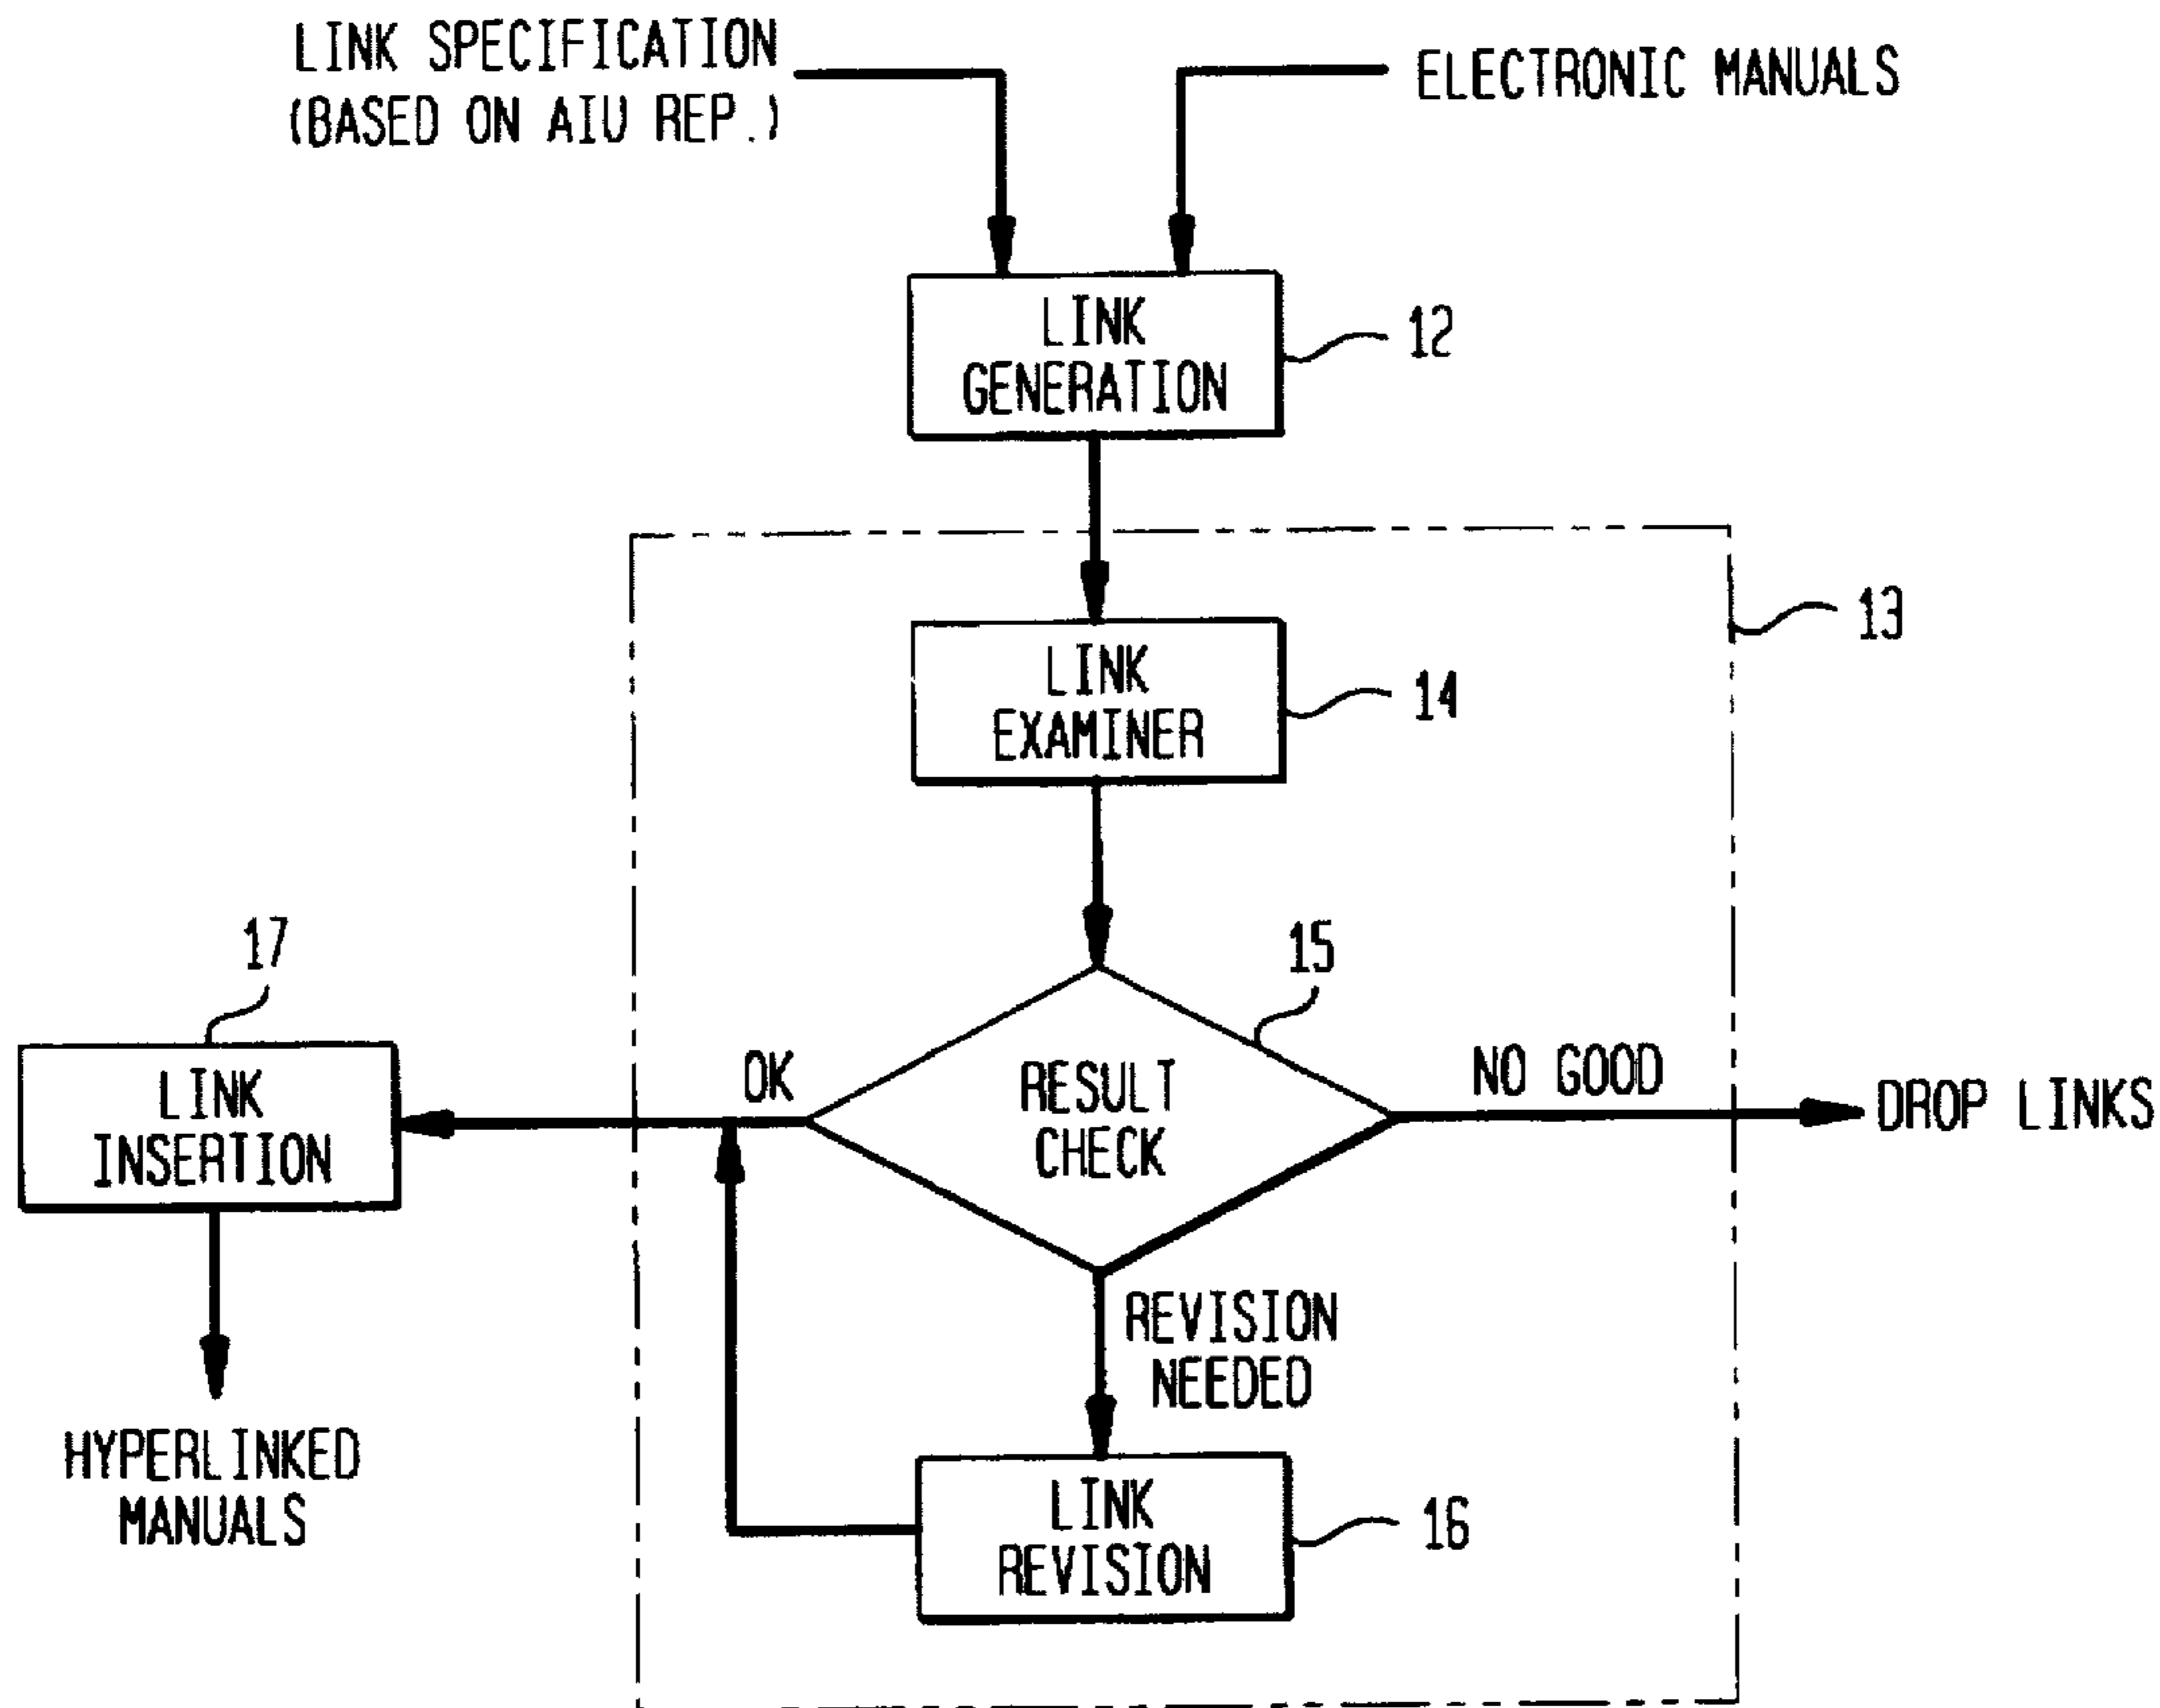 LINK SPECIFICATION
(BASED ON AIU REP.)
ELECTRONIC MANUALS
LINK
GENERATION
12
13
LINK
EXAMINER
14
17
15
LINK
INSERTION
OK
RESULT
CHECK
NO GOOD
DROP LINKS
REVISION
NEEDED
HYPERLINKED
MANUALS
LINK
REVISION
16